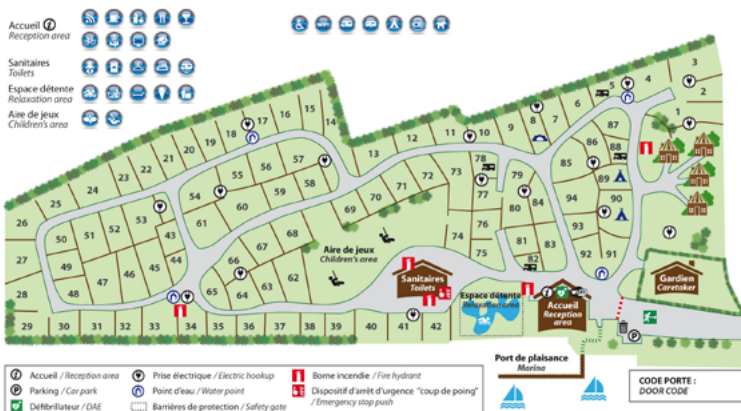 Accueil
Reception area
Sanitaires
Toilets
Espace détente
Relaxation area
Aire de jeux
Children's area
3
4
5
2
1
6
7
8
9
10
11
12
13
14
15
16
17
18
19
20
21
22
23
24
25
26
27
28
29
30
31
32
33
34
35
36
37
38
39
40
41
42
43
44
45
46
47
48
49
50
51
52
53
54
55
56
57
58
59
60
61
62
63
64
65
66
67
68
69
70
71
72
73
74
75
76
77
78
79
80
81
82
83
84
84
85
86
87
88
89
90
91
92
93
94
Aire de jeux
Children's area
Sanitaires
Toilets
Espace détente
Relaxation area
Accueil
Reception
area
Gardien
Caretaker
Port de plaisance
Marina
CODE PORTE :
DOOR CODE
Accueil / Reception area
Parking / Car park
Défibrillateur / DAE
Prise électrique / Electric hookup
Point d'eau / Water point
Barrières de protection / Safety gate
Borne incendie / Fire hydrant
Dispositif d'arrêt d'urgence "coup de poing"
/ Emergency stop push